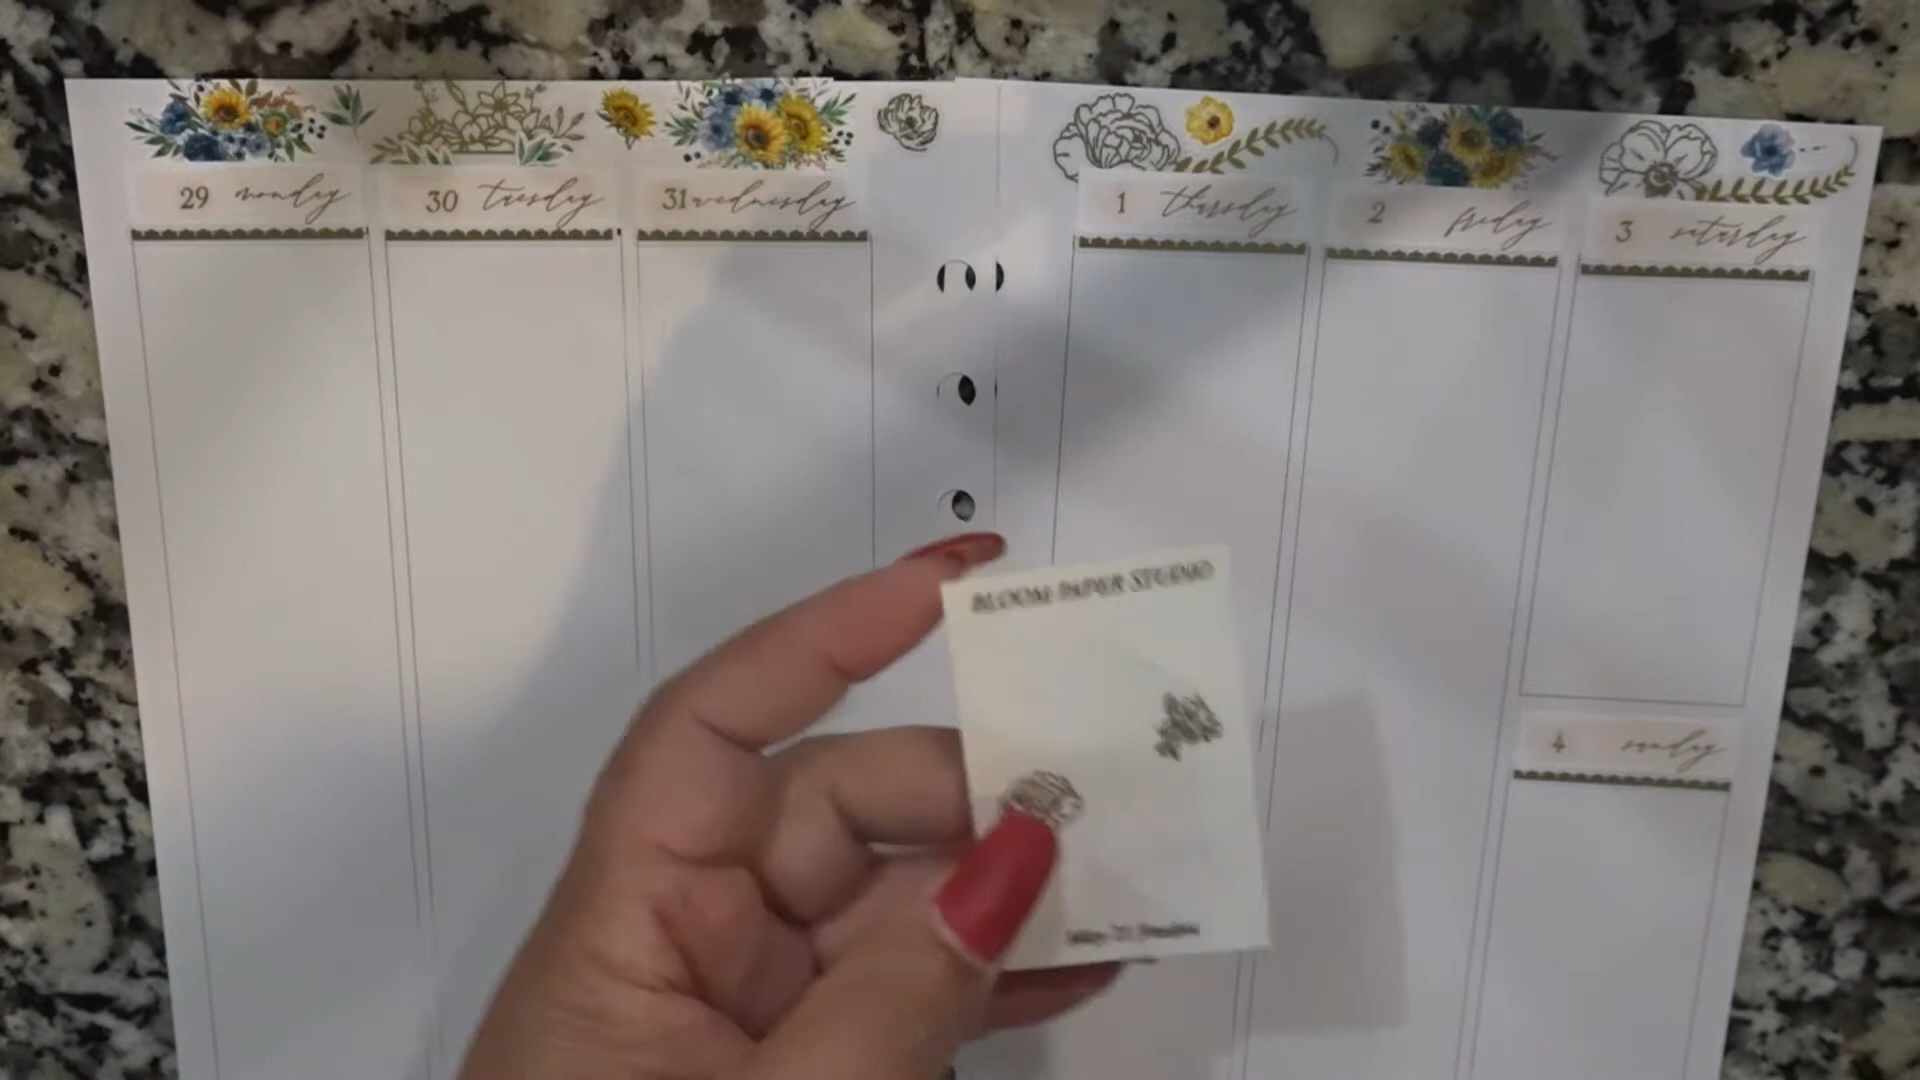 29 monday
30 tuesday
31 wednesday
1 thursday
2 friday
3 saturday
4 sunday
BLOOM PAPER STUDIO